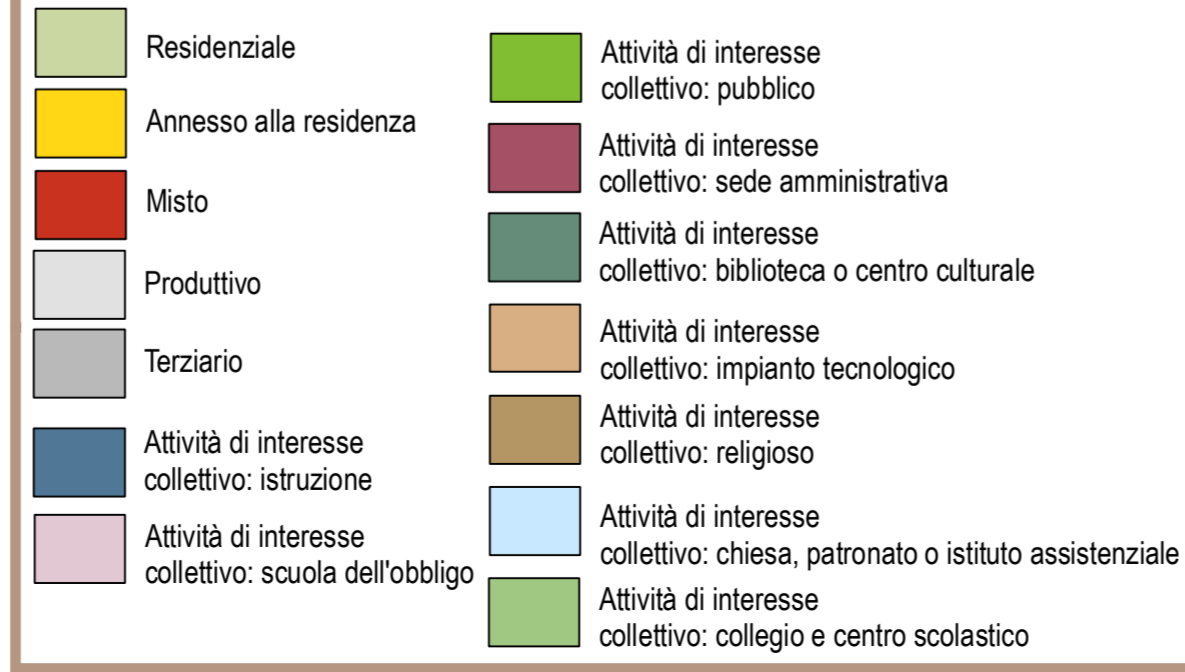 Residenziale
Annesso alla residenza
Misto
Produttivo
Terziario
Attività di interesse
collettivo: istruzione
Attività di interesse
collettivo: scuola dell'obbligo
Attività di interesse
collettivo: pubblico
Attività di interesse
collettivo: sede amministrativa
Attività di interesse
collettivo: biblioteca o centro culturale
Attività di interesse
collettivo: impianto tecnologico
Attività di interesse
collettivo: religioso
Attività di interesse
collettivo: chiesa, patronato o istituto assistenziale
Attività di interesse
collettivo: collegio e centro scolastico